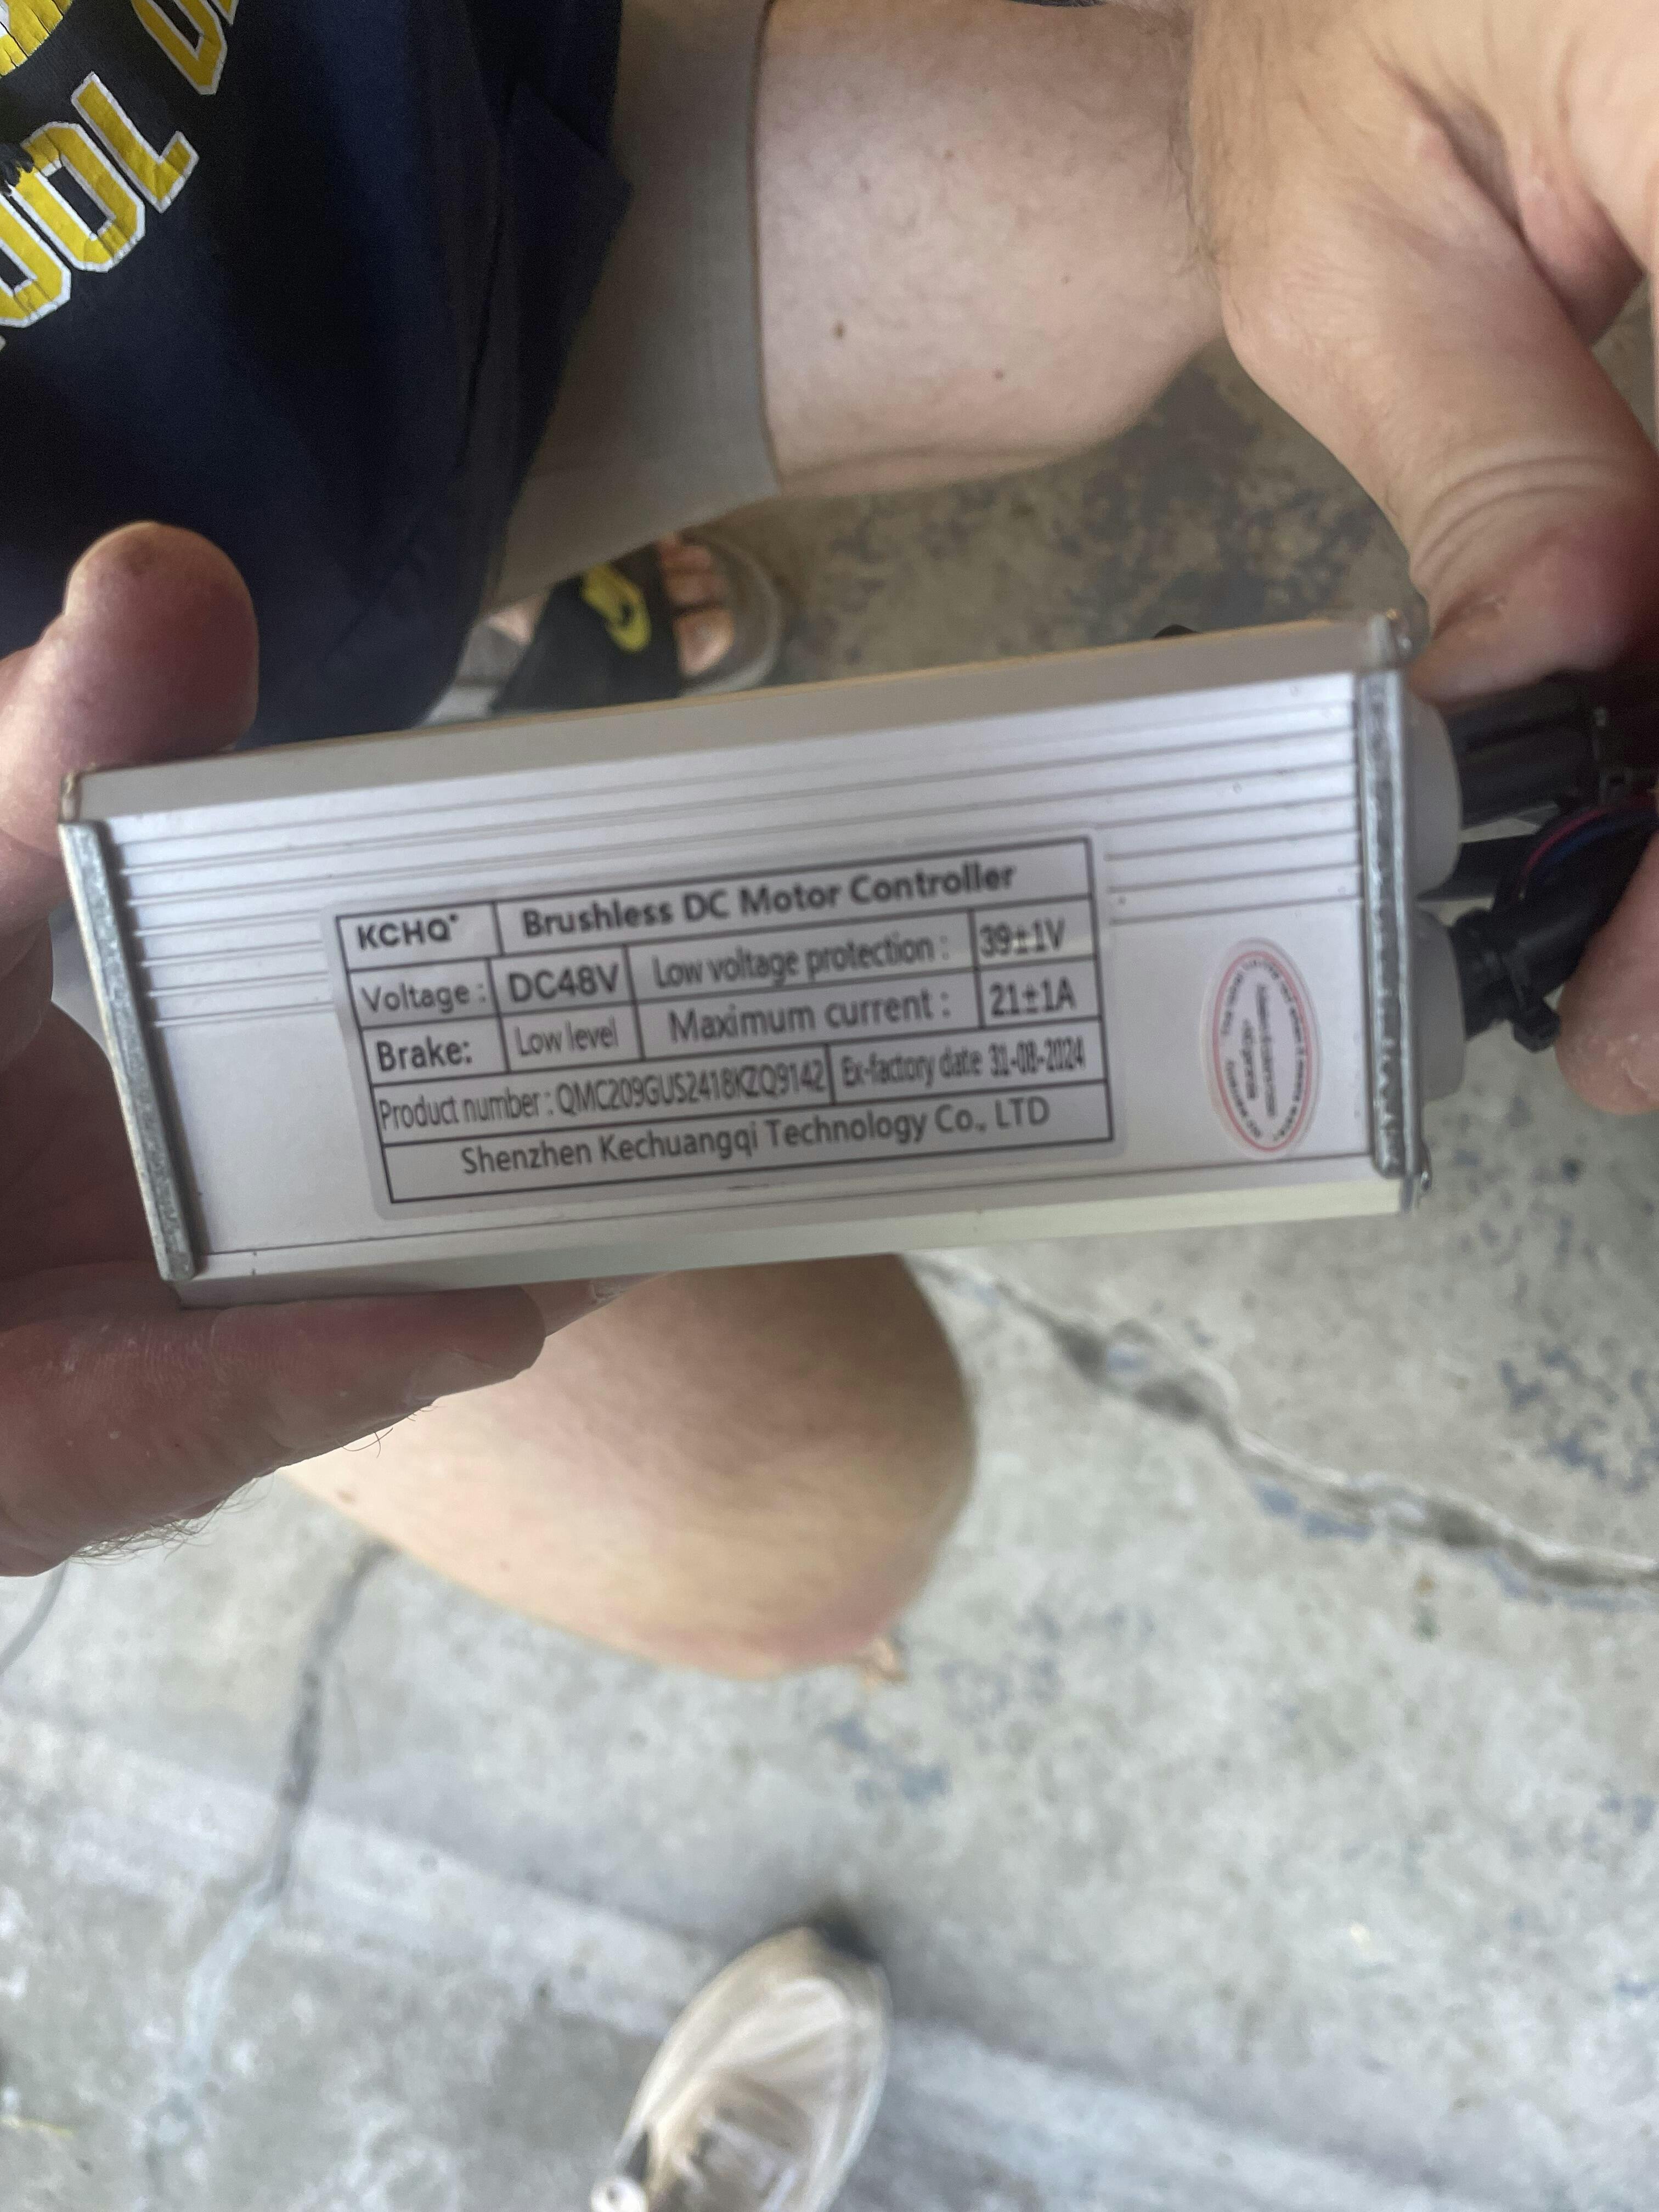 OOL
KCHQ Brushless DC Motor Controller
Voltage: DC48V Low voltage protection: 39±1V
Brake: Low level Maximum current: 21±1A
Product number: QMC209GUS2418KZQ9142 Ex-factory date 31-08-2024
Shenzhen Kechuangqi Technology Co., LTD